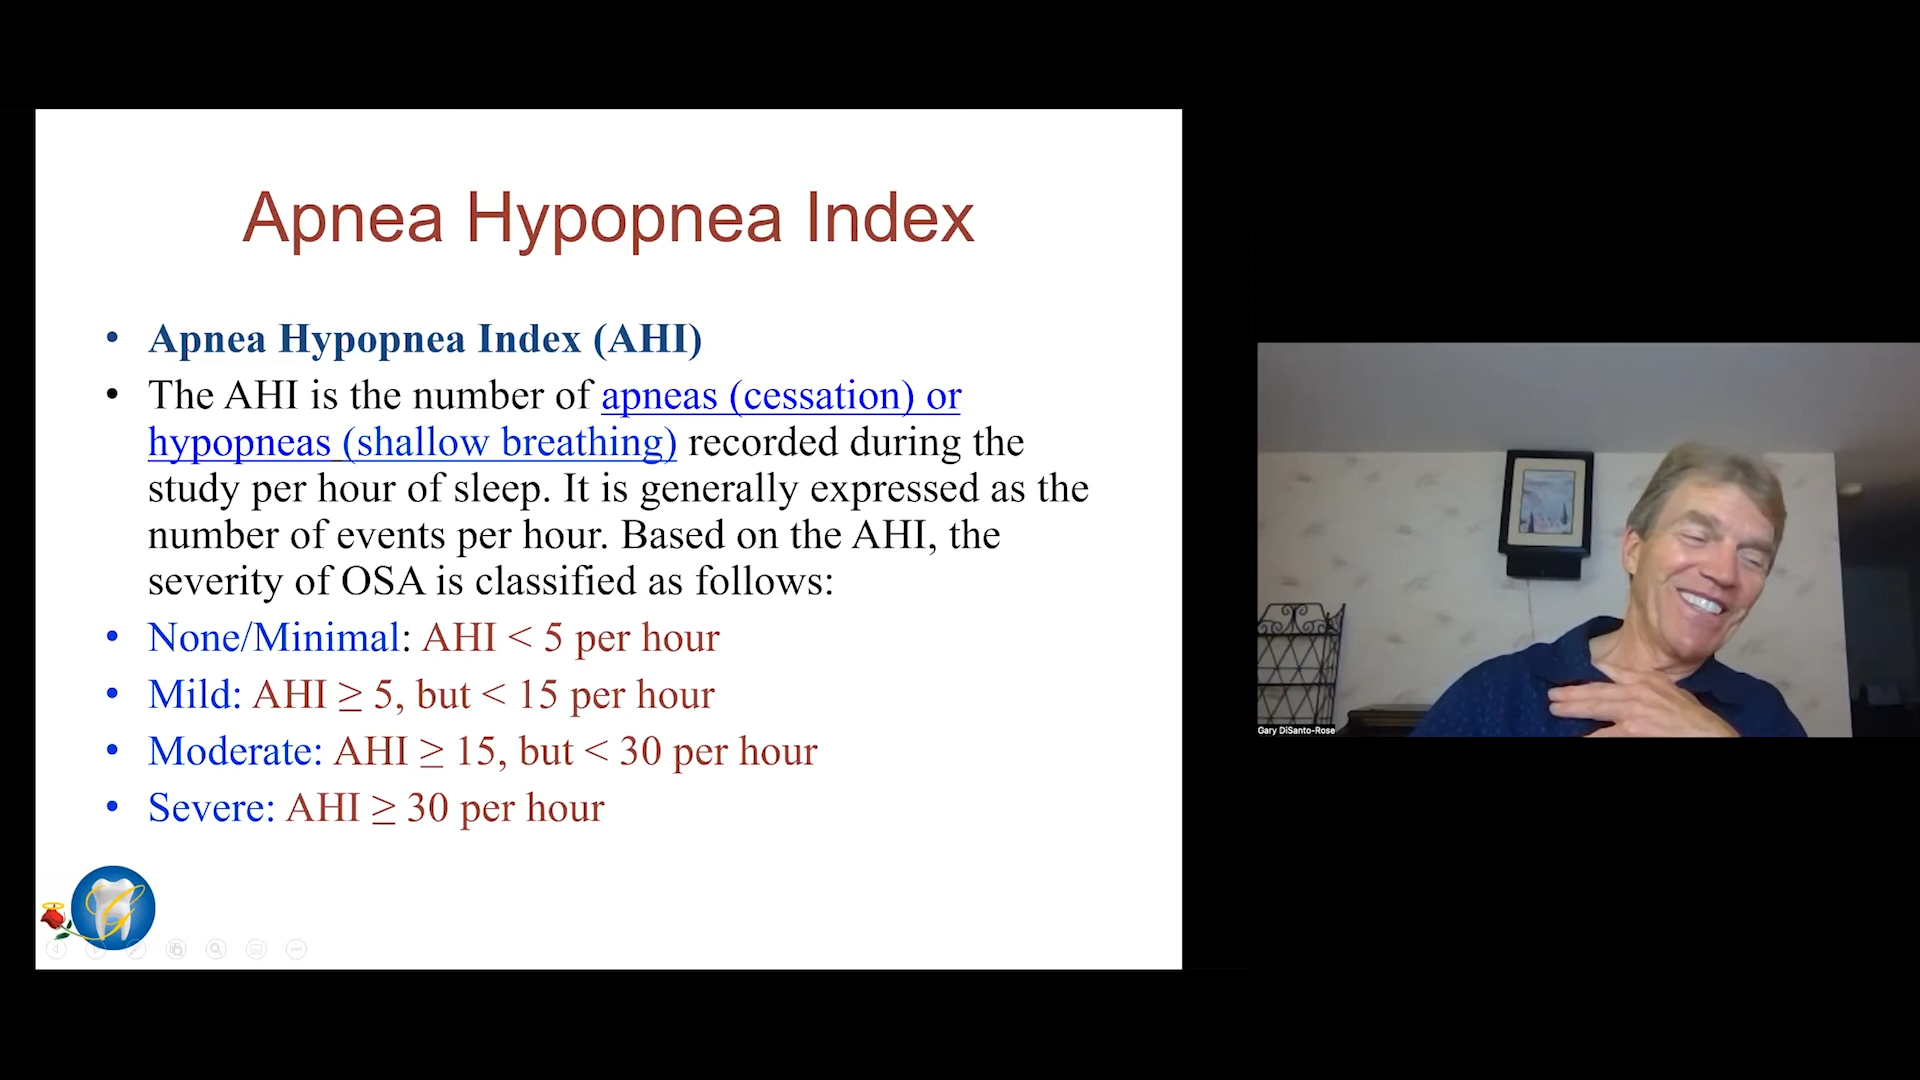 Apnea Hypopnea Index
• Apnea Hypopnea Index (AHI)
• The AHI is the number of apneas (cessation) or
hypopneas (shallow breathing) recorded during the
study per hour of sleep. It is generally expressed as the
number of events per hour. Based on the AHI, the
severity of OSA is classified as follows:
• None/Minimal: AHI < 5 per hour
• Mild: AHI ≥ 5, but < 15 per hour
• Moderate: AHI ≥ 15, but < 30 per hour
• Severe: AHI ≥ 30 per hour
G
Gary DiSanto-Rose